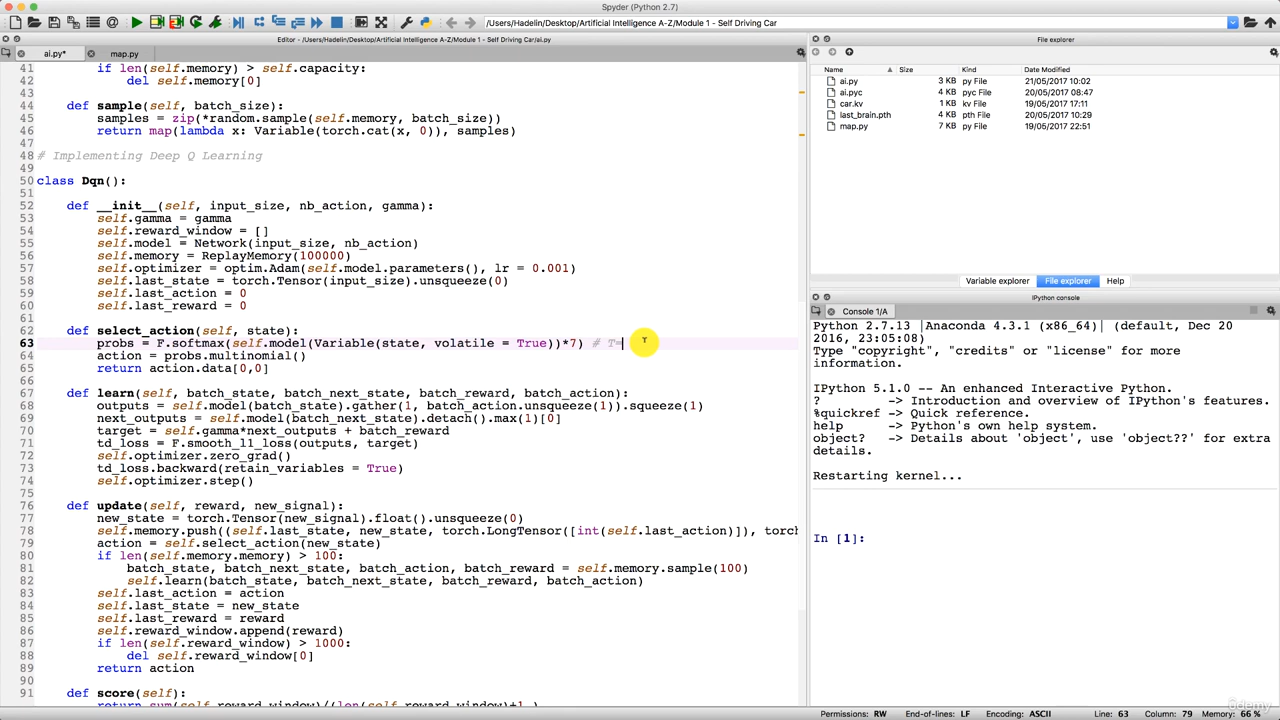 Spyder (Python 2.7)
/Users/Hadelin/Desktop/Artificial Intelligence A-Z/Module 1 - Self Driving Car
Editor - /Users/Hadelin/Desktop/Artificial Intelligence A-Z/Module 1 - Self Driving Car/ai.py
ai.py*
map.py
41 if len(self.memory) > self.capacity:
42 del self.memory[0]
43
44 def sample(self, batch_size):
45 samples = zip(*random.sample(self.memory, batch_size))
46 return map(lambda x: Variable(torch.cat(x, 0)), samples)
47
48 # Implementing Deep Q Learning
49
50 class Dqn():
51
52 def __init__(self, input_size, nb_action, gamma):
53 self.gamma = gamma
54 self.reward_window = []
55 self.model = Network(input_size, nb_action)
56 self.memory = ReplayMemory(100000)
57 self.optimizer = optim.Adam(self.model.parameters(), lr = 0.001)
58 self.last_state = torch.Tensor(input_size).unsqueeze(0)
59 self.last_action = 0
60 self.last_reward = 0
61
62 def select_action(self, state):
63 probs = F.softmax(self.model(Variable(state, volatile = True))*7) # T=
64 action = probs.multinomial()
65 return action.data[0,0]
66
67 def learn(self, batch_state, batch_next_state, batch_reward, batch_action):
68 outputs = self.model(batch_state).gather(1, batch_action.unsqueeze(1)).squeeze(1)
69 next_outputs = self.model(batch_next_state).detach().max(1)[0]
70 target = self.gamma*next_outputs + batch_reward
71 td_loss = F.smooth_l1_loss(outputs, target)
72 self.optimizer.zero_grad()
73 td_loss.backward(retain_variables = True)
74 self.optimizer.step()
75
76 def update(self, reward, new_signal):
77 new_state = torch.Tensor(new_signal).float().unsqueeze(0)
78 self.memory.push((self.last_state, new_state, torch.LongTensor([int(self.last_action)]), torc
79 action = self.select_action(new_state)
80 if len(self.memory.memory) > 100:
81 batch_state, batch_next_state, batch_action, batch_reward = self.memory.sample(100)
82 self.learn(batch_state, batch_next_state, batch_reward, batch_action)
83 self.last_action = action
84 self.last_state = new_state
85 self.last_reward = reward
86 self.reward_window.append(reward)
87 if len(self.reward_window) > 1000:
88 del self.reward_window[0]
89 return action
90
91 def score(self):
return sum(self.reward_window)/(len(self.reward_window)+1.
File explorer
Name Size Kind Date Modified
ai.py 3 KB py File 21/05/2017 10:02
ai.pyc 4 KB pyc File 20/05/2017 08:47
car.kv 1 KB kv File 19/05/2017 17:11
last_brain.pth 4 KB pth File 20/05/2017 10:29
map.py 7 KB py File 19/05/2017 22:51
Variable explorer File explorer Help
IPython console
Console 1/A
Python 2.7.13 |Anaconda 4.3.1 (x86_64)| (default, Dec 20
2016, 23:05:08)
Type "copyright", "credits" or "license" for more
information.
IPython 5.1.0 -- An enhanced Interactive Python.
? -> Introduction and overview of IPython's features.
%quickref -> Quick reference.
help -> Python's own help system.
object? -> Details about 'object', use 'object??' for extra
details.
Restarting kernel...
In [1]:
Permissions: RW End-of-lines: LF Encoding: ASCII Line: 63 Column: 79 Memory: 66 %
ûdemy